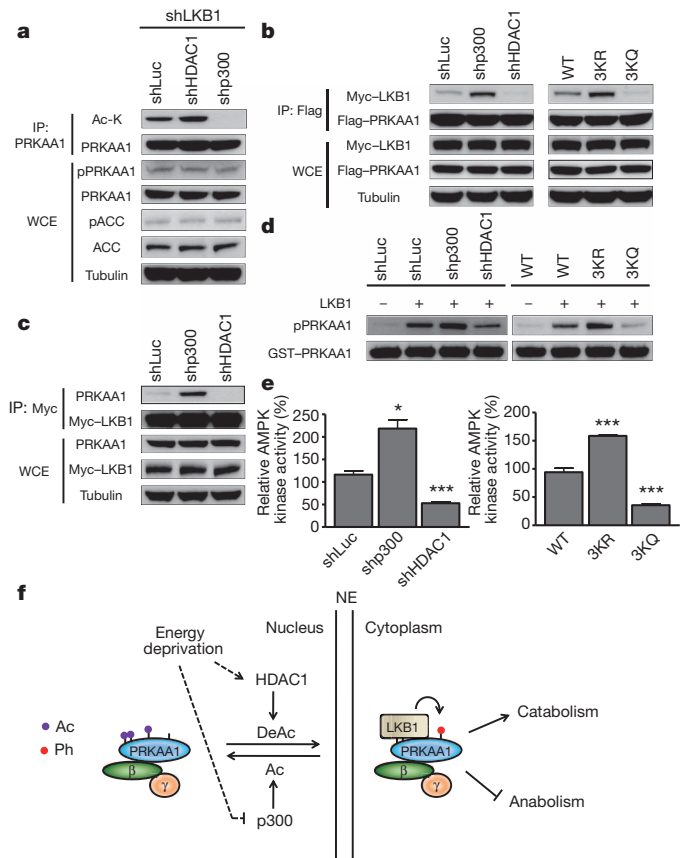 a
shLKB1
shLuc
shHDAC1
shp300
IP:
PRKAA1
Ac-K
PRKAA1
WCE
pPRKAA1
PRKAA1
pACC
ACC
Tubulin
b
shLuc
shp300
shHDAC1
WT
3KR
3KQ
IP: Flag
Myc–LKB1
Flag–PRKAA1
WCE
Myc–LKB1
Flag–PRKAA1
Tubulin
c
shLuc
shp300
shHDAC1
IP: Myc
PRKAA1
Myc–LKB1
WCE
PRKAA1
Myc–LKB1
Tubulin
d
shLuc
shLuc
shp300
shHDAC1
WT
WT
3KR
3KQ
LKB1 – + + + – + + +
pPRKAA1
GST–PRKAA1
e
Relative AMPK
kinase activity (%)
250
200
150
100
50
0
*
***
shLuc
shp300
shHDAC1
Relative AMPK
kinase activity (%)
200
150
100
50
0
***
***
WT
3KR
3KQ
f
NE
Nucleus
Cytoplasm
Energy
deprivation
HDAC1
DeAc
Ac
p300
Ac
Ph
PRKAA1
β
γ
LKB1
PRKAA1
β
γ
Catabolism
Anabolism